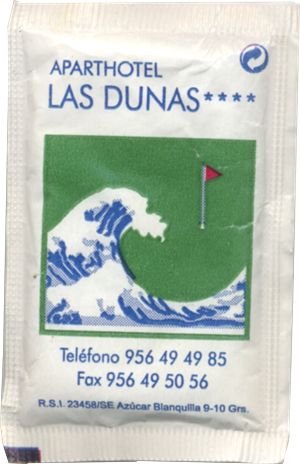 APARTHOTEL
LAS DUNAS****
Teléfono 956 49 49 85
Fax 956 49 50 56
R.S.I. 23458/SE Azúcar Blanquilla 9-10 Grs.